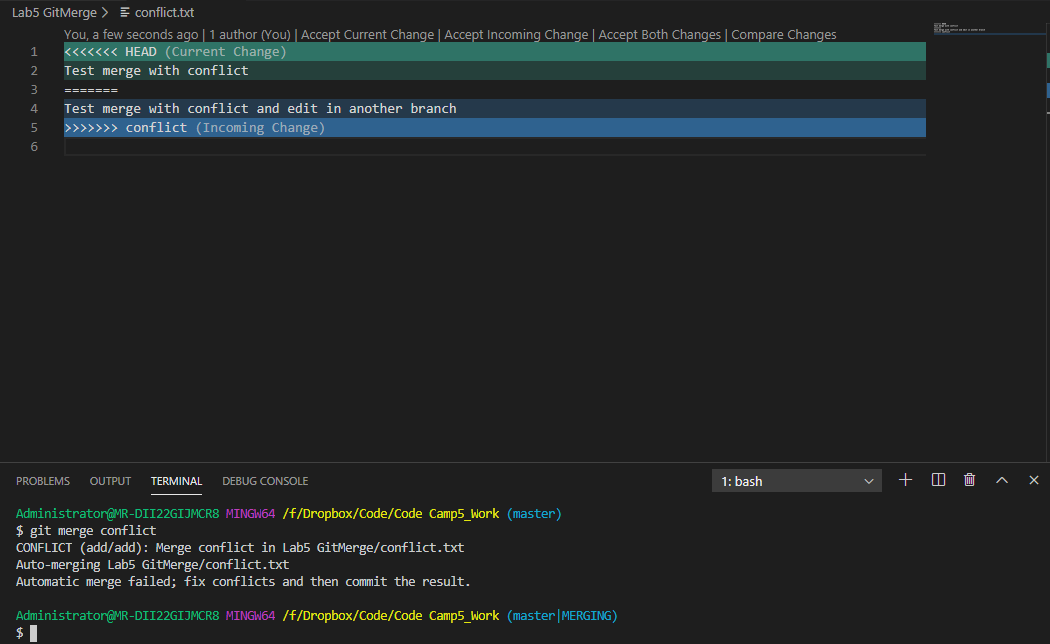 Lab5 GitMerge > conflict.txt
You, a few seconds ago | 1 author (You) | Accept Current Change | Accept Incoming Change | Accept Both Changes | Compare Changes
1 <<<<<<< HEAD (Current Change)
2 Test merge with conflict
3 =======
4 Test merge with conflict and edit in another branch
5 >>>>>>> conflict (Incoming Change)
6
PROBLEMS OUTPUT TERMINAL DEBUG CONSOLE 1: bash
Administrator@MR-DII22GIJMCR8 MINGW64 /f/Dropbox/Code/Code Camp5_Work (master)
$ git merge conflict
CONFLICT (add/add): Merge conflict in Lab5 GitMerge/conflict.txt
Auto-merging Lab5 GitMerge/conflict.txt
Automatic merge failed; fix conflicts and then commit the result.
Administrator@MR-DII22GIJMCR8 MINGW64 /f/Dropbox/Code/Code Camp5_Work (master|MERGING)
$